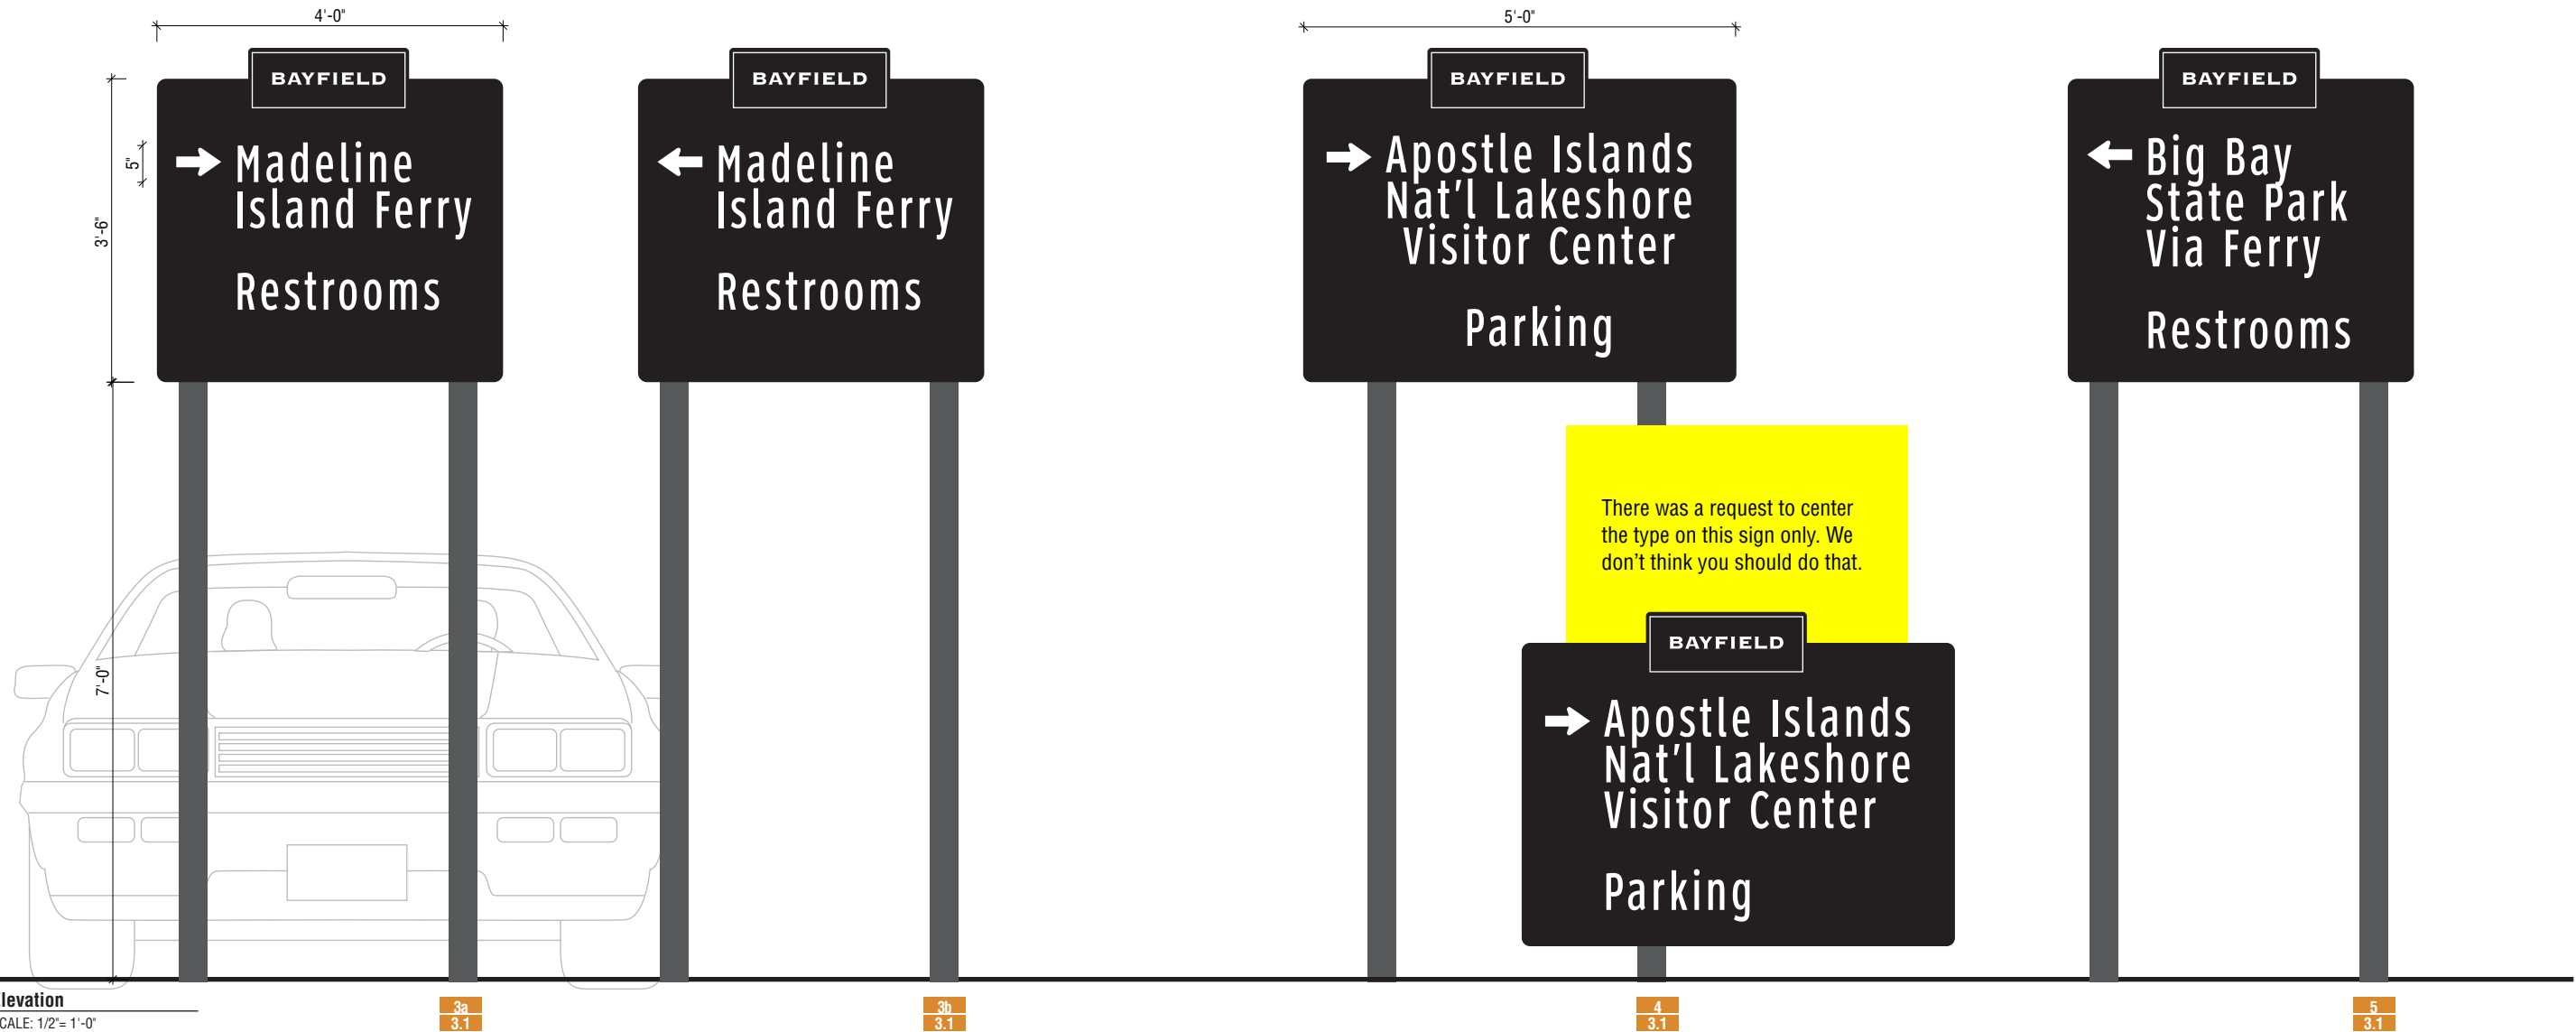 4'-0"
5'-0"
3'-6"
5"
7'-0"
BAYFIELD
Madeline
Island Ferry
Restrooms
BAYFIELD
Madeline
Island Ferry
Restrooms
BAYFIELD
Apostle Islands
Nat'l Lakeshore
Visitor Center
Parking
BAYFIELD
Big Bay
State Park
Via Ferry
Restrooms
There was a request to center
the type on this sign only. We
don't think you should do that.
BAYFIELD
Apostle Islands
Nat'l Lakeshore
Visitor Center
Parking
levation
CALE: 1/2"= 1'-0"
3a
3.1
3b
3.1
4
3.1
5
3.1